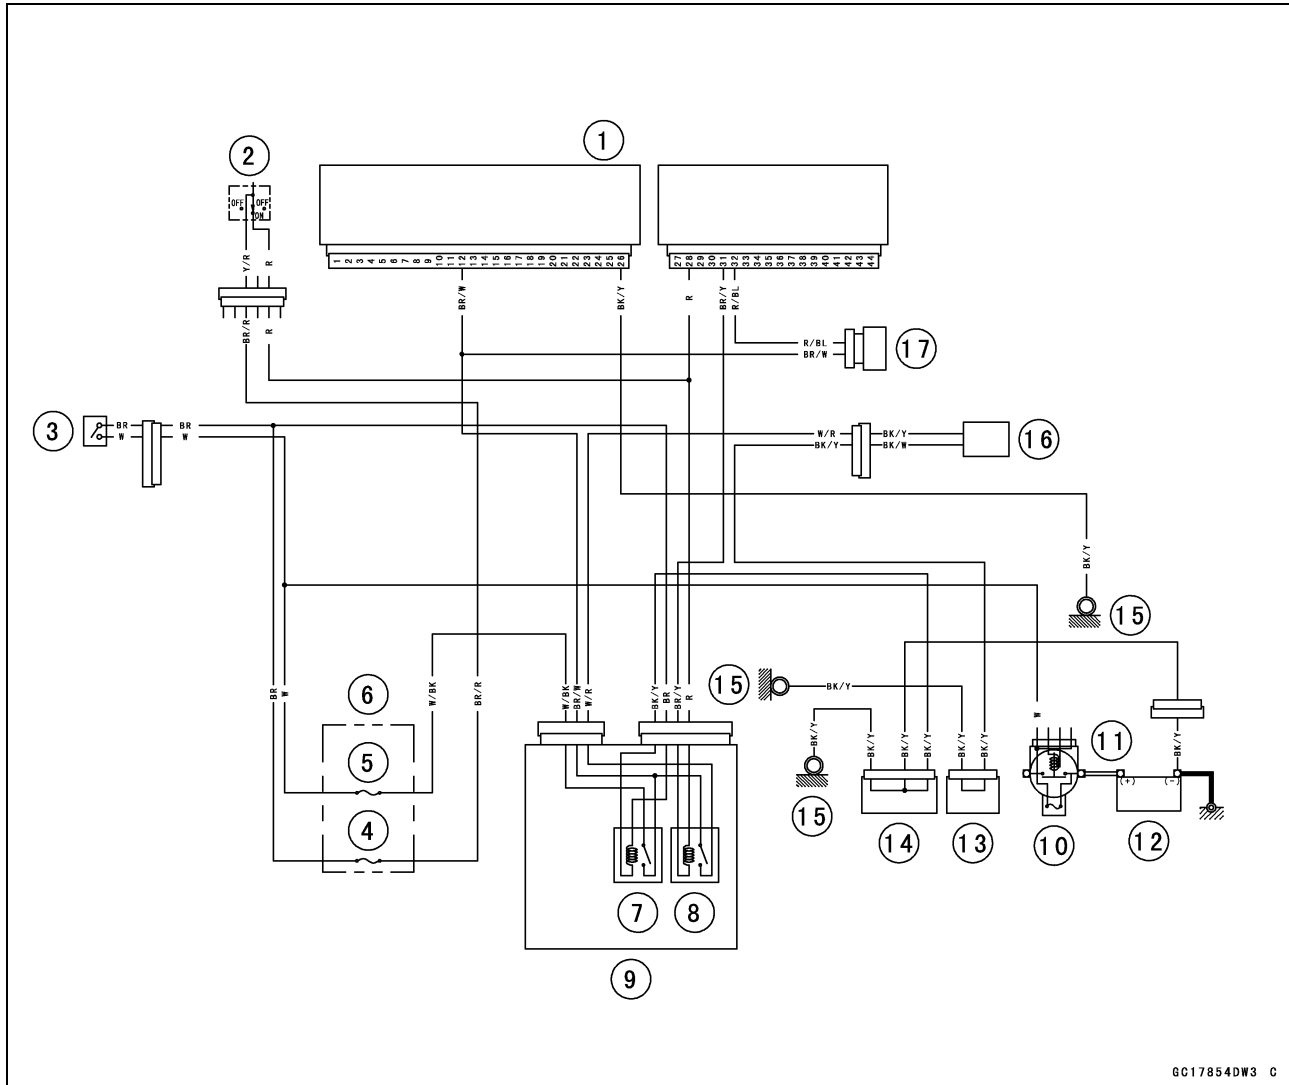 1
2
OFF OFF
ON
Y/R R
1 2 3 4 5 6 7 8 9 10 11 12 13 14 15 16 17 18 19 20 21 22 23 24 25 26
27 28 29 30 31 32 33 34 35 36 37 38 39 40 41 42 43 44
BR/W BK/Y R BR/Y R/BL
BR/R R
R/BL
BR/W
17
3
BR BR
W W
W/R BK/Y
BK/Y BK/W
16
BK/Y
15
BR W
6
W/BK BR/R
W/BK BR/W W/R
BK/Y BR BR/Y R
15
BK/Y
BK/Y
15
BK/Y BK/Y BK/Y
BK/Y BK/Y
W
11
BK/Y
5
4
(+) (-)
14
13
10
12
7
8
9
GC17854DW3 C